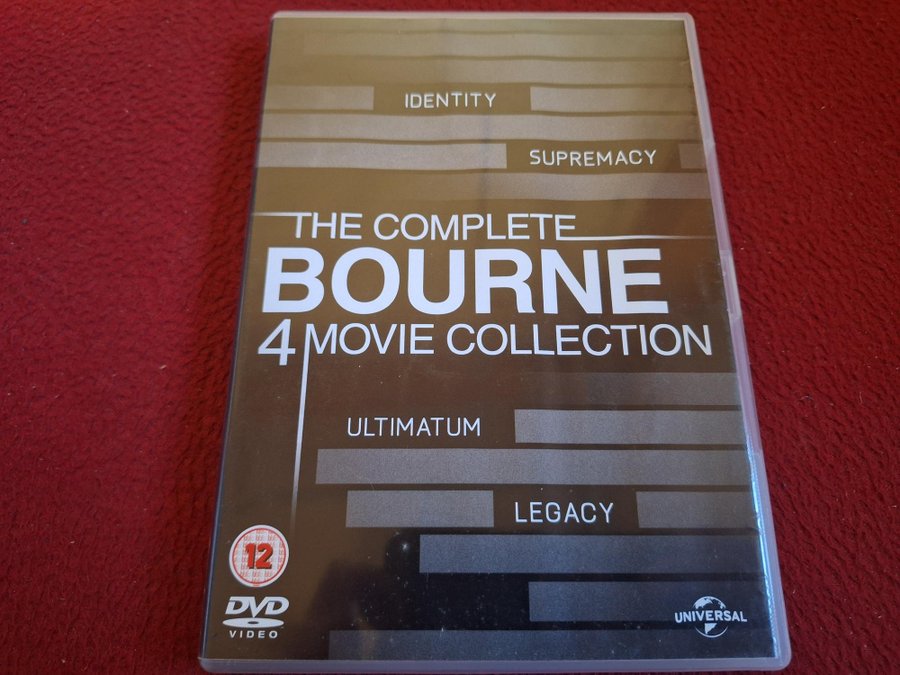 IDENTITY
SUPREMACY
THE COMPLETE
BOURNE
4 MOVIE COLLECTION
ULTIMATUM
LEGACY
12
DVD
VIDEO
UNIVERSAL